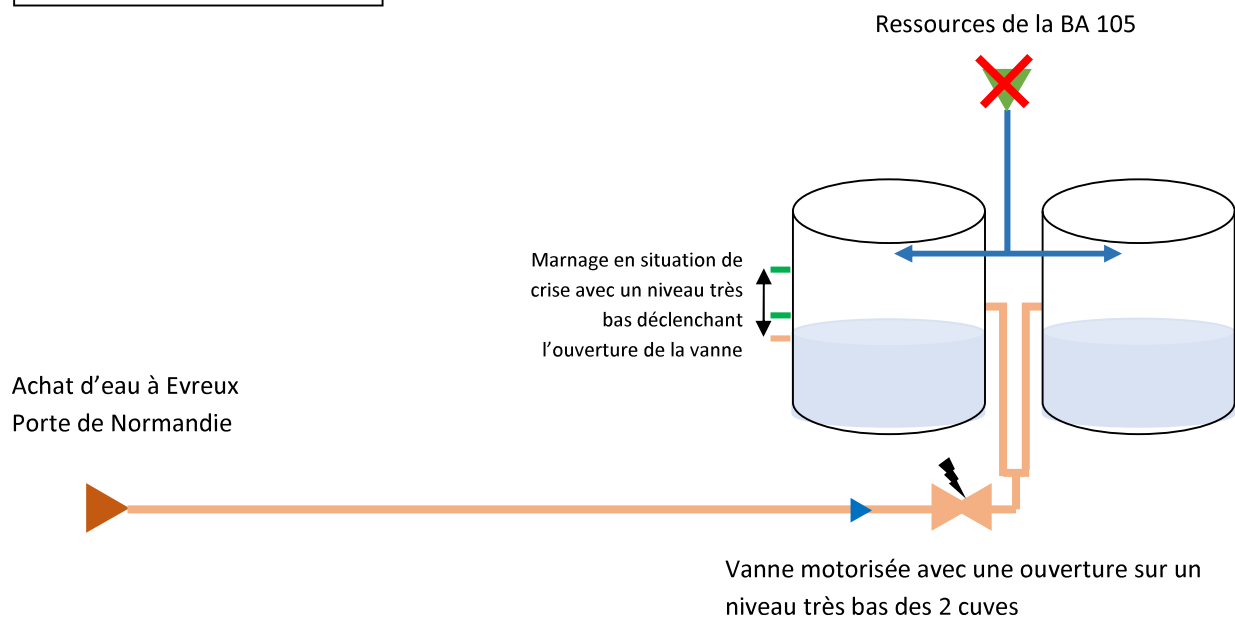 Ressources de la BA 105
Marnage en situation de
crise avec un niveau très
bas déclenchant
l’ouverture de la vanne
Achat d’eau à Evreux
Porte de Normandie
Vanne motorisée avec une ouverture sur un
niveau très bas des 2 cuves